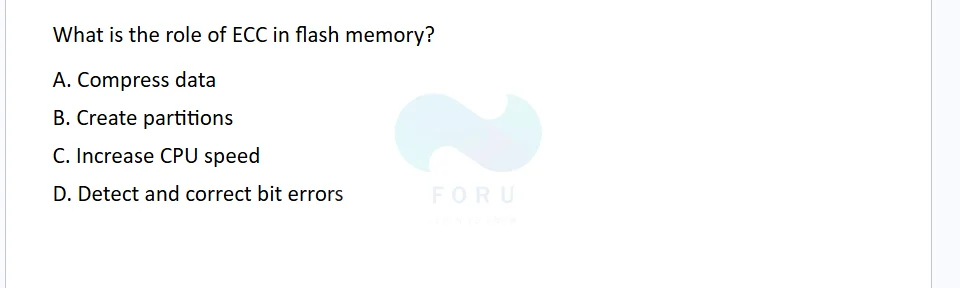 What is the role of ECC in flash memory?
A. Compress data
B. Create partitions
C. Increase CPU speed
D. Detect and correct bit errors
FORU